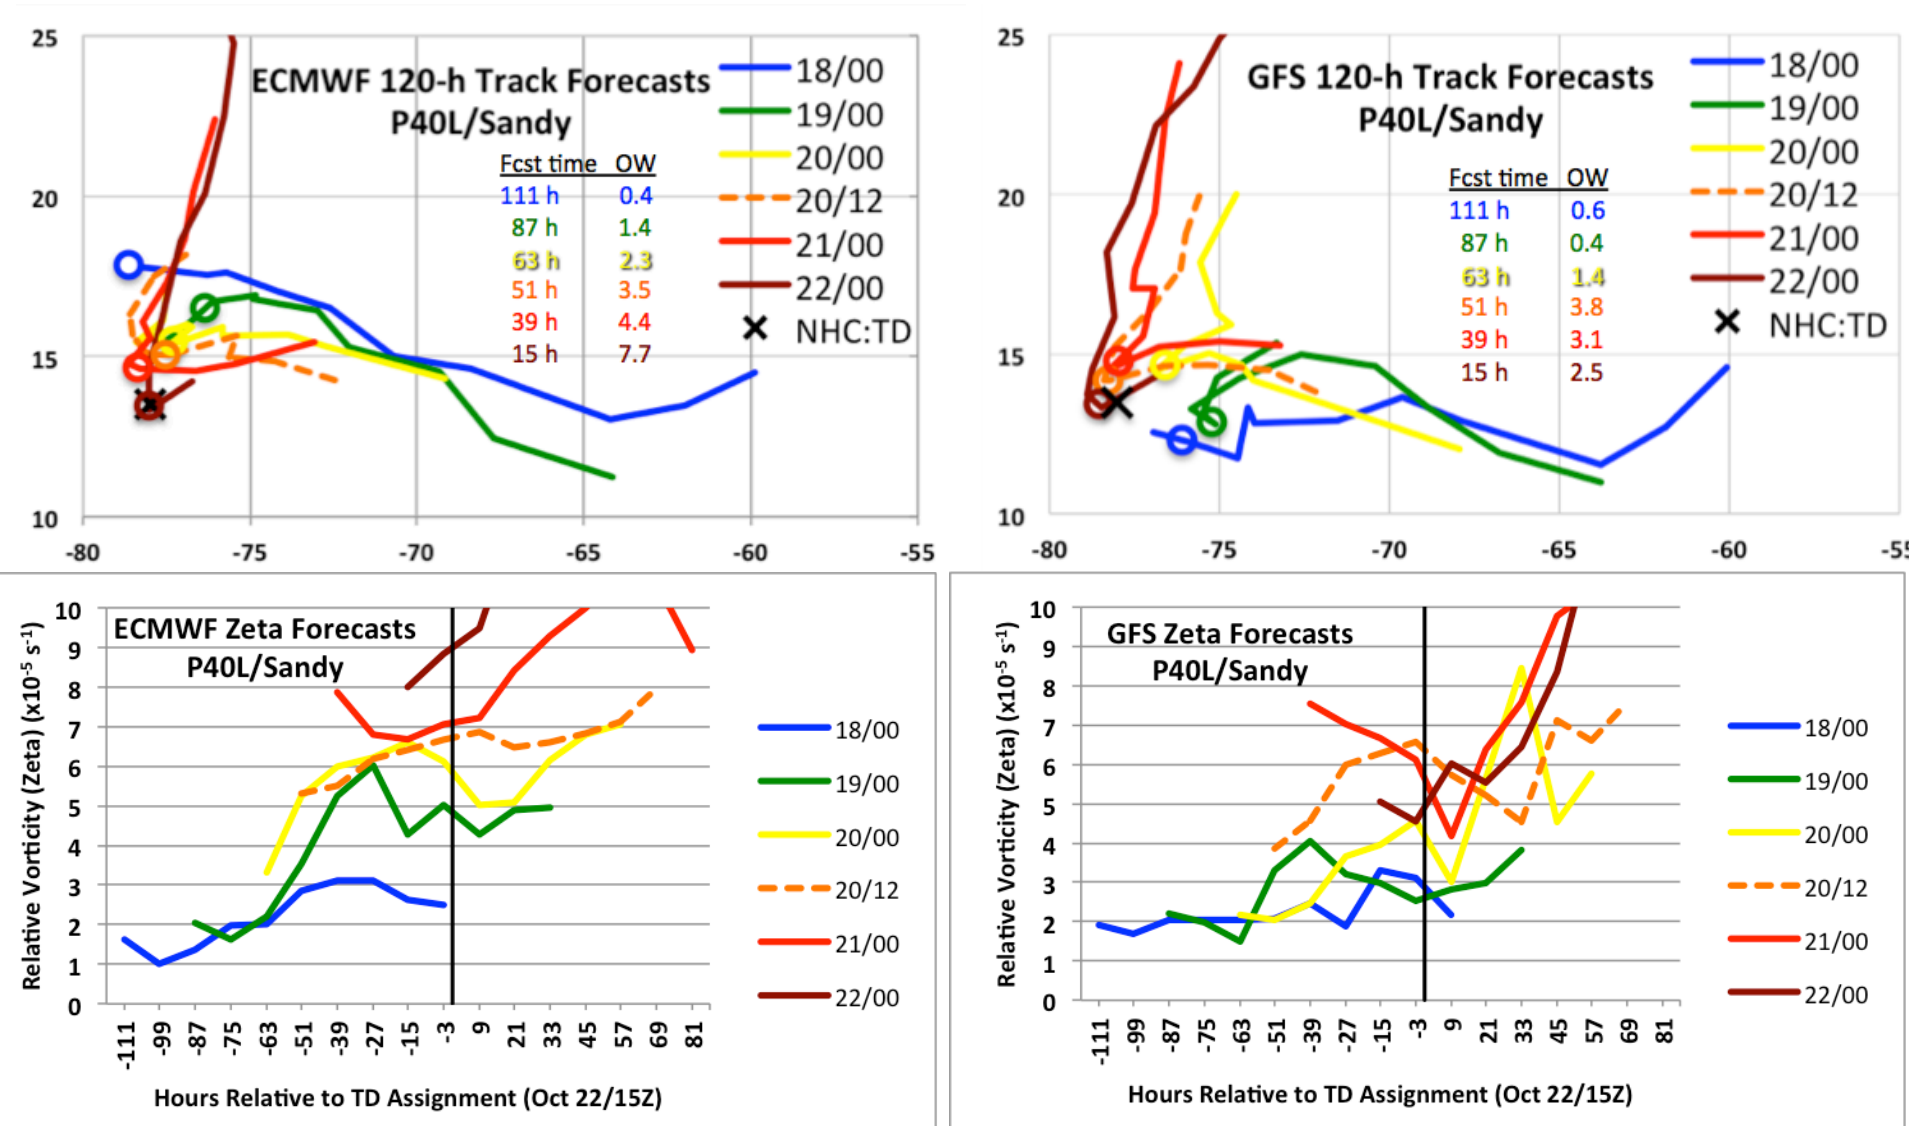 25
20
15
10
-80 -75 -70 -65 -60 -55
ECMWF 120-h Track Forecasts
P40L/Sandy
Fcst time OW
111 h 0.4
87 h 1.4
63 h 2.3
51 h 3.5
39 h 4.4
15 h 7.7
18/00
19/00
20/00
20/12
21/00
22/00
NHC:TD
25
20
15
10
-80 -75 -70 -65 -60 -55
GFS 120-h Track Forecasts
P40L/Sandy
Fcst time OW
111 h 0.6
87 h 0.4
63 h 1.4
51 h 3.8
39 h 3.1
15 h 2.5
18/00
19/00
20/00
20/12
21/00
22/00
NHC:TD
Relative Vorticity (Zeta) (x10-5 s-1)
10
9
8
7
6
5
4
3
2
1
0
ECMWF Zeta Forecasts
P40L/Sandy
-111 -99 -87 -75 -63 -51 -39 -27 -15 -3 9 21 33 45 57 69 81
Hours Relative to TD Assignment (Oct 22/15Z)
18/00
19/00
20/00
20/12
21/00
22/00
Relative Vorticity (Zeta) (x10-5 s-1)
10
9
8
7
6
5
4
3
2
1
0
GFS Zeta Forecasts
P40L/Sandy
-111 -99 -87 -75 -63 -51 -39 -27 -15 -3 9 21 33 45 57 69 81
Hours Relative to TD Assignment (Oct 22/15Z)
18/00
19/00
20/00
20/12
21/00
22/00